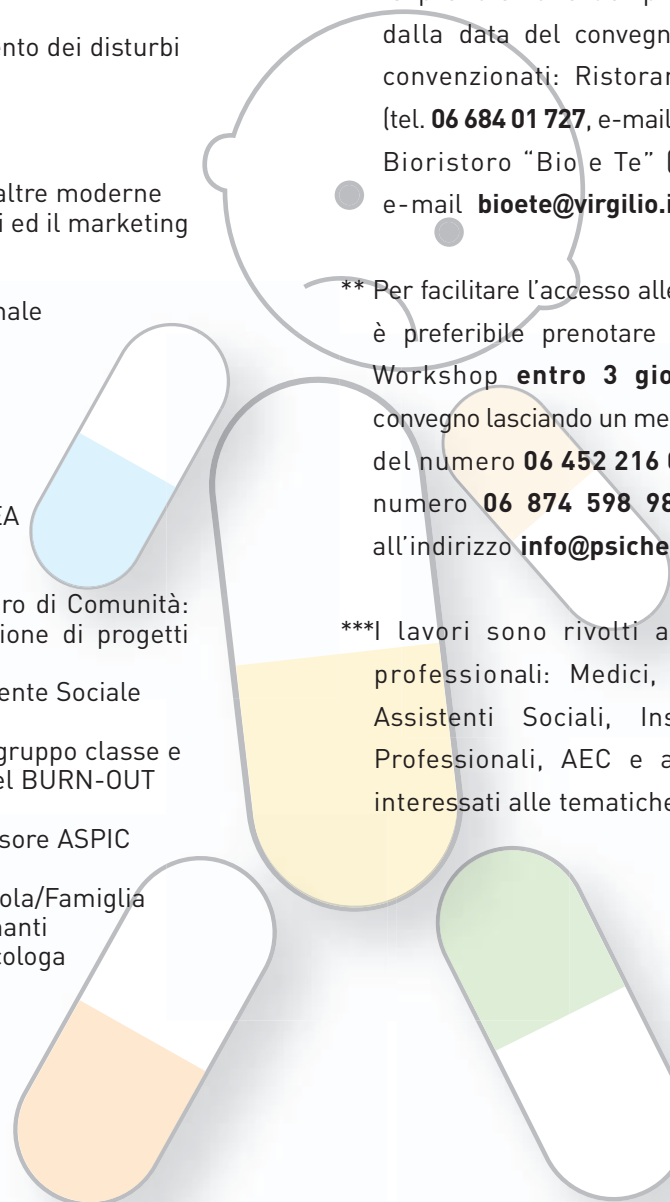 nto dei disturbi
altre moderne
i ed il marketing
nale
EA
ro di Comunità:
ione di progetti
ente Sociale
gruppo classe e
el BURN-OUT
sore ASPIC
ola/Famiglia
nanti
cologa
dalla data del convegn
convenzionati: Ristoran
(tel. 06 684 01 727, e-mail
Bioristoro “Bio e Te” (
e-mail bioete@virgilio.i
** Per facilitare l’accesso alle
è preferibile prenotare
Workshop entro 3 gio
convegno lasciando un me
del numero 06 452 216
numero 06 874 598 98
all’indirizzo info@psiche
***I lavori sono rivolti a
professionali: Medici,
Assistenti Sociali, Ins
Professionali, AEC e a
interessati alle tematiche